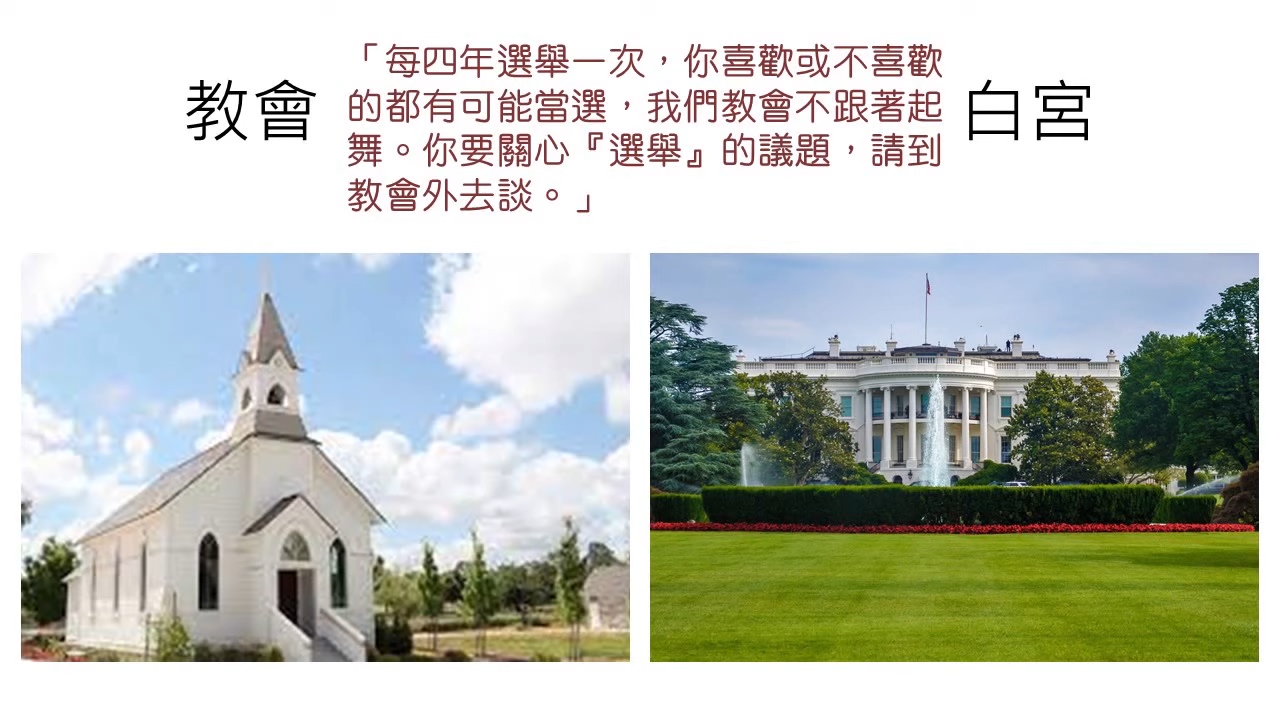 教會
「每四年選舉一次，你喜歡或不喜歡
的都有可能當選，我們教會不跟著起
舞。你要關心『選舉』的議題，請到
教會外去談。」
白宮